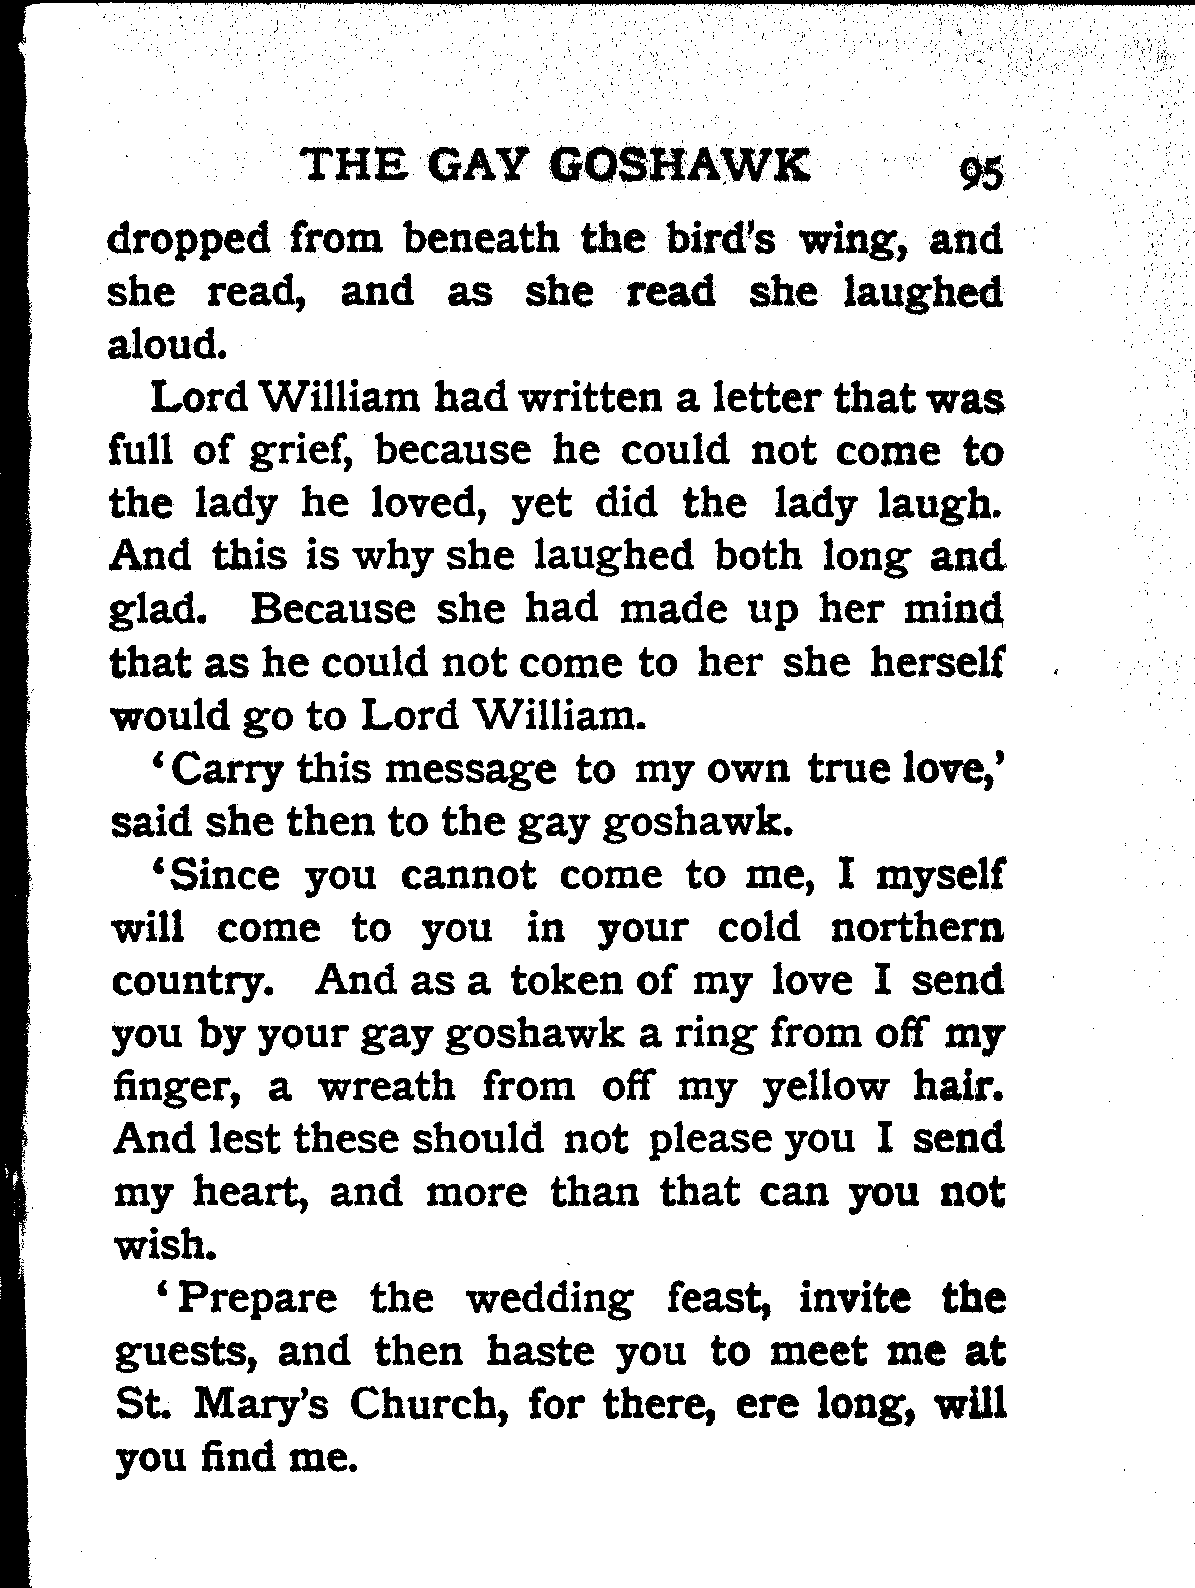 THE GAY GOSHAWK 95
dropped from beneath the bird's wing, and
she read, and as she read she laughed
aloud.
Lord William had written a letter that was
full of grief, because he could not come to
the lady he loved, yet did the lady laugh.
And this is why she laughed both long and
glad. Because she had made up her mind
that as he could not come to her she herself
would go to Lord William.
‘Carry this message to my own true love,’
said she then to the gay goshawk.
‘Since you cannot come to me, I myself
will come to you in your cold northern
country. And as a token of my love I send
you by your gay goshawk a ring from off my
finger, a wreath from off my yellow hair.
And lest these should not please you I send
my heart, and more than that can you not
wish.
‘Prepare the wedding feast, invite the
guests, and then haste you to meet me at
St. Mary's Church, for there, ere long, will
you find me.